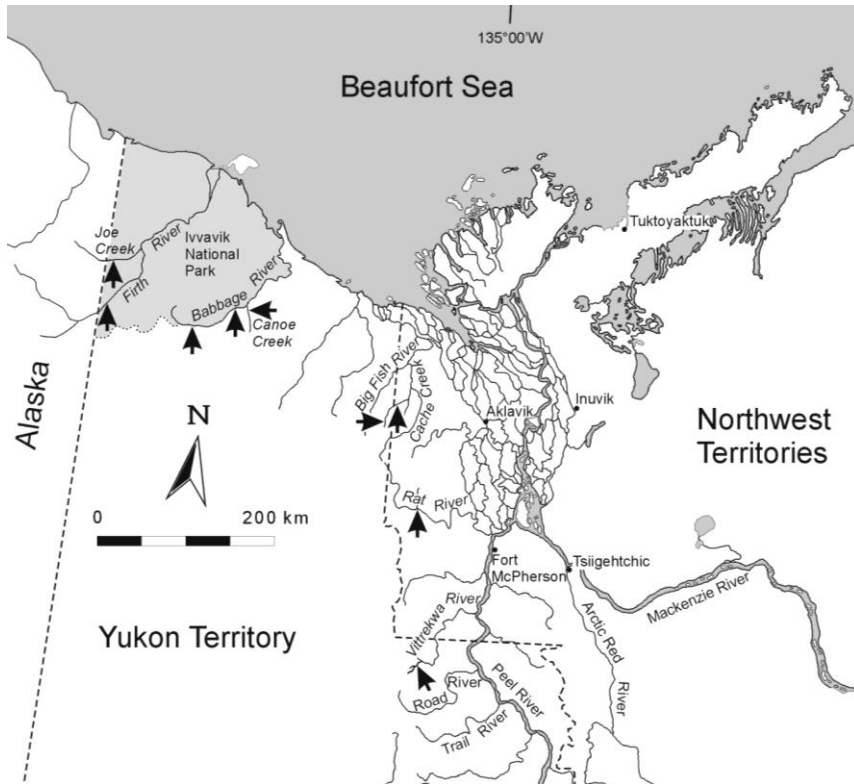 135°00'W
Beaufort Sea
Tuktoyaktuk
Joe
Creek
River
Firth
Ivvavik
National
Park
Babbage River
Canoe
Creek
Big Fish River
Cache Creek
Aklavik
Inuvik
Alaska
N
Northwest
Territories
0 200 km
Rat River
Fort
McPherson
Tsiigehtchic
Mackenzie River
Yukon Territory
Vittrekwa River
Arctic Red
River
Road River
Peel River
Trail River